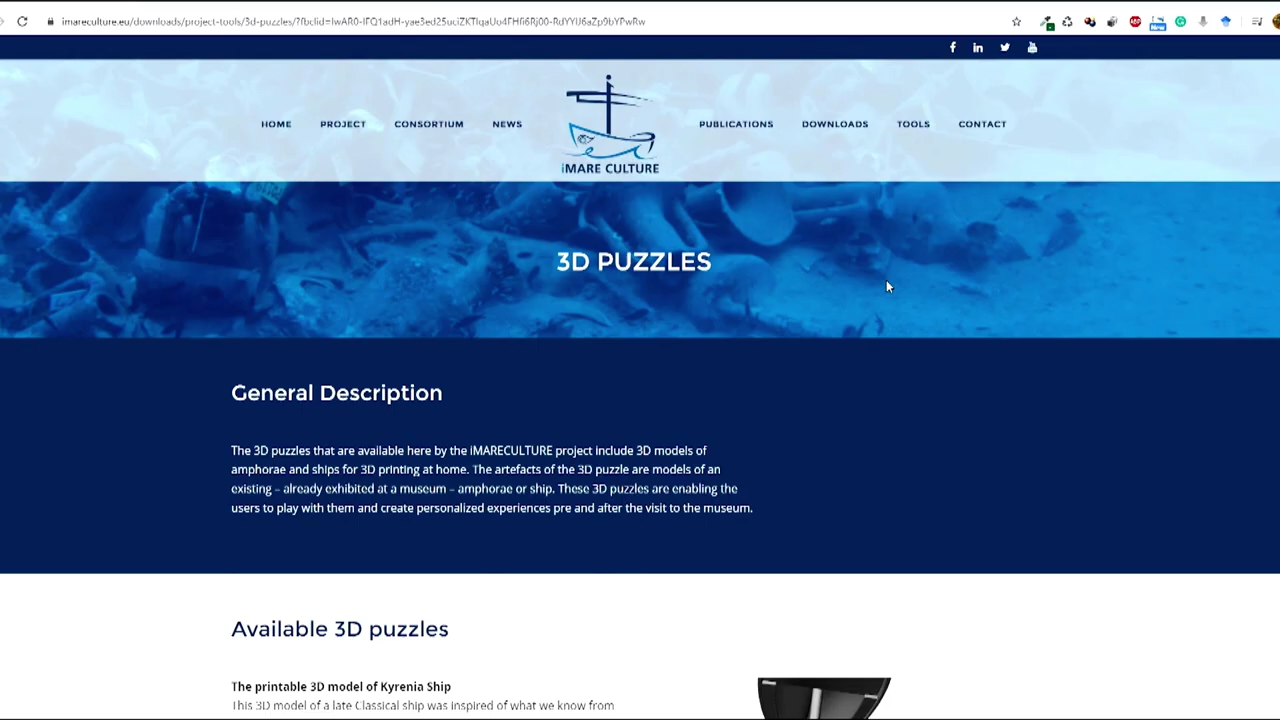 imareculture.eu/downloads/project-tools/3d-puzzles/?fbclid=
HOME PROJECT CONSORTIUM NEWS iMARE CULTURE PUBLICATIONS DOWNLOADS TOOLS CONTACT
3D PUZZLES
General Description
The 3D puzzles that are available here by the iMARECULTURE project include 3D models of
amphorae and ships for 3D printing at home. The artefacts of the 3D puzzle are models of an
existing – already exhibited at a museum – amphorae or ship. These 3D puzzles are enabling the
users to play with them and create personalized experiences pre and after the visit to the museum.
Available 3D puzzles
The printable 3D model of Kyrenia Ship
This 3D model of a late Classical ship was inspired of what we know from